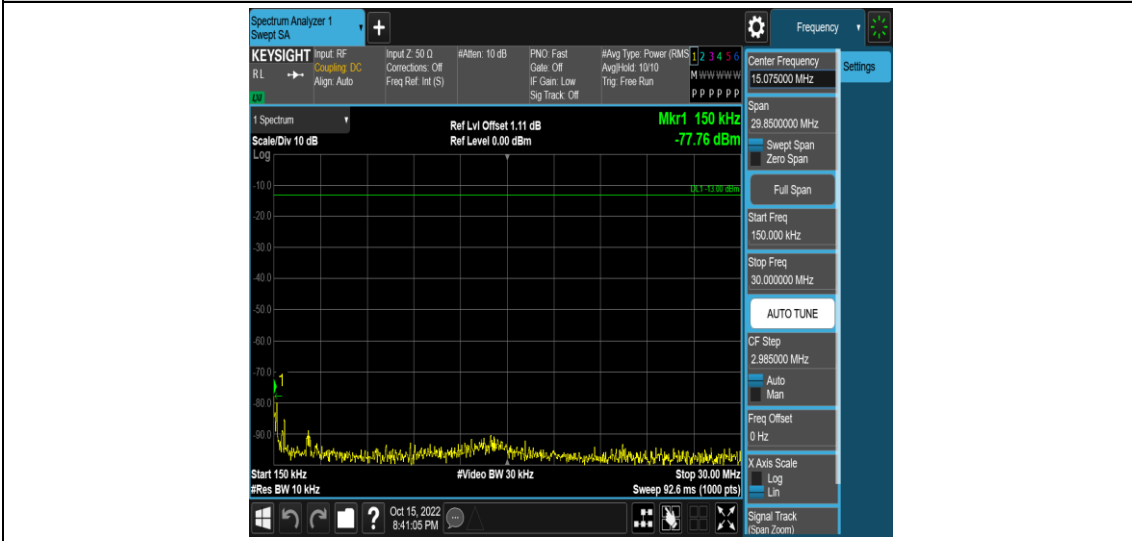 Spectrum Analyzer 1
Swept SA
+
Frequency
KEYSIGHT
RL
Input: RF
Coupling: DC
Align: Auto
Input Z: 50 Ω
Corrections: Off
Freq Ref: Int (S)
#Atten: 10 dB
PNO: Fast
Gate: Off
IF Gain: Low
Sig Track: Off
#Avg Type: Power (RMS
Avg|Hold: 10/10
Trig: Free Run
1 2 3 4 5 6
M W W W W W
P P P P P P
1 Spectrum
Scale/Div 10 dB
Log
Ref Lvl Offset 1.11 dB
Ref Level 0.00 dBm
Mkr1 150 kHz
-77.76 dBm
DL1 -13.00 dBm
-10.0
-20.0
-30.0
-40.0
-50.0
-60.0
-70.0
1
-80.0
-90.0
Start 150 kHz
#Video BW 30 kHz
Stop 30.00 MHz
#Res BW 10 kHz
Sweep 92.6 ms (1000 pts)
?
Oct 15, 2022
8:41:05 PM
Center Frequency
15.075000 MHz
Settings
Span
29.8500000 MHz
Swept Span
Zero Span
Full Span
Start Freq
150.000 kHz
Stop Freq
30.000000 MHz
AUTO TUNE
CF Step
2.985000 MHz
Auto
Man
Freq Offset
0 Hz
X Axis Scale
Log
Lin
Signal Track
(Span Zoom)